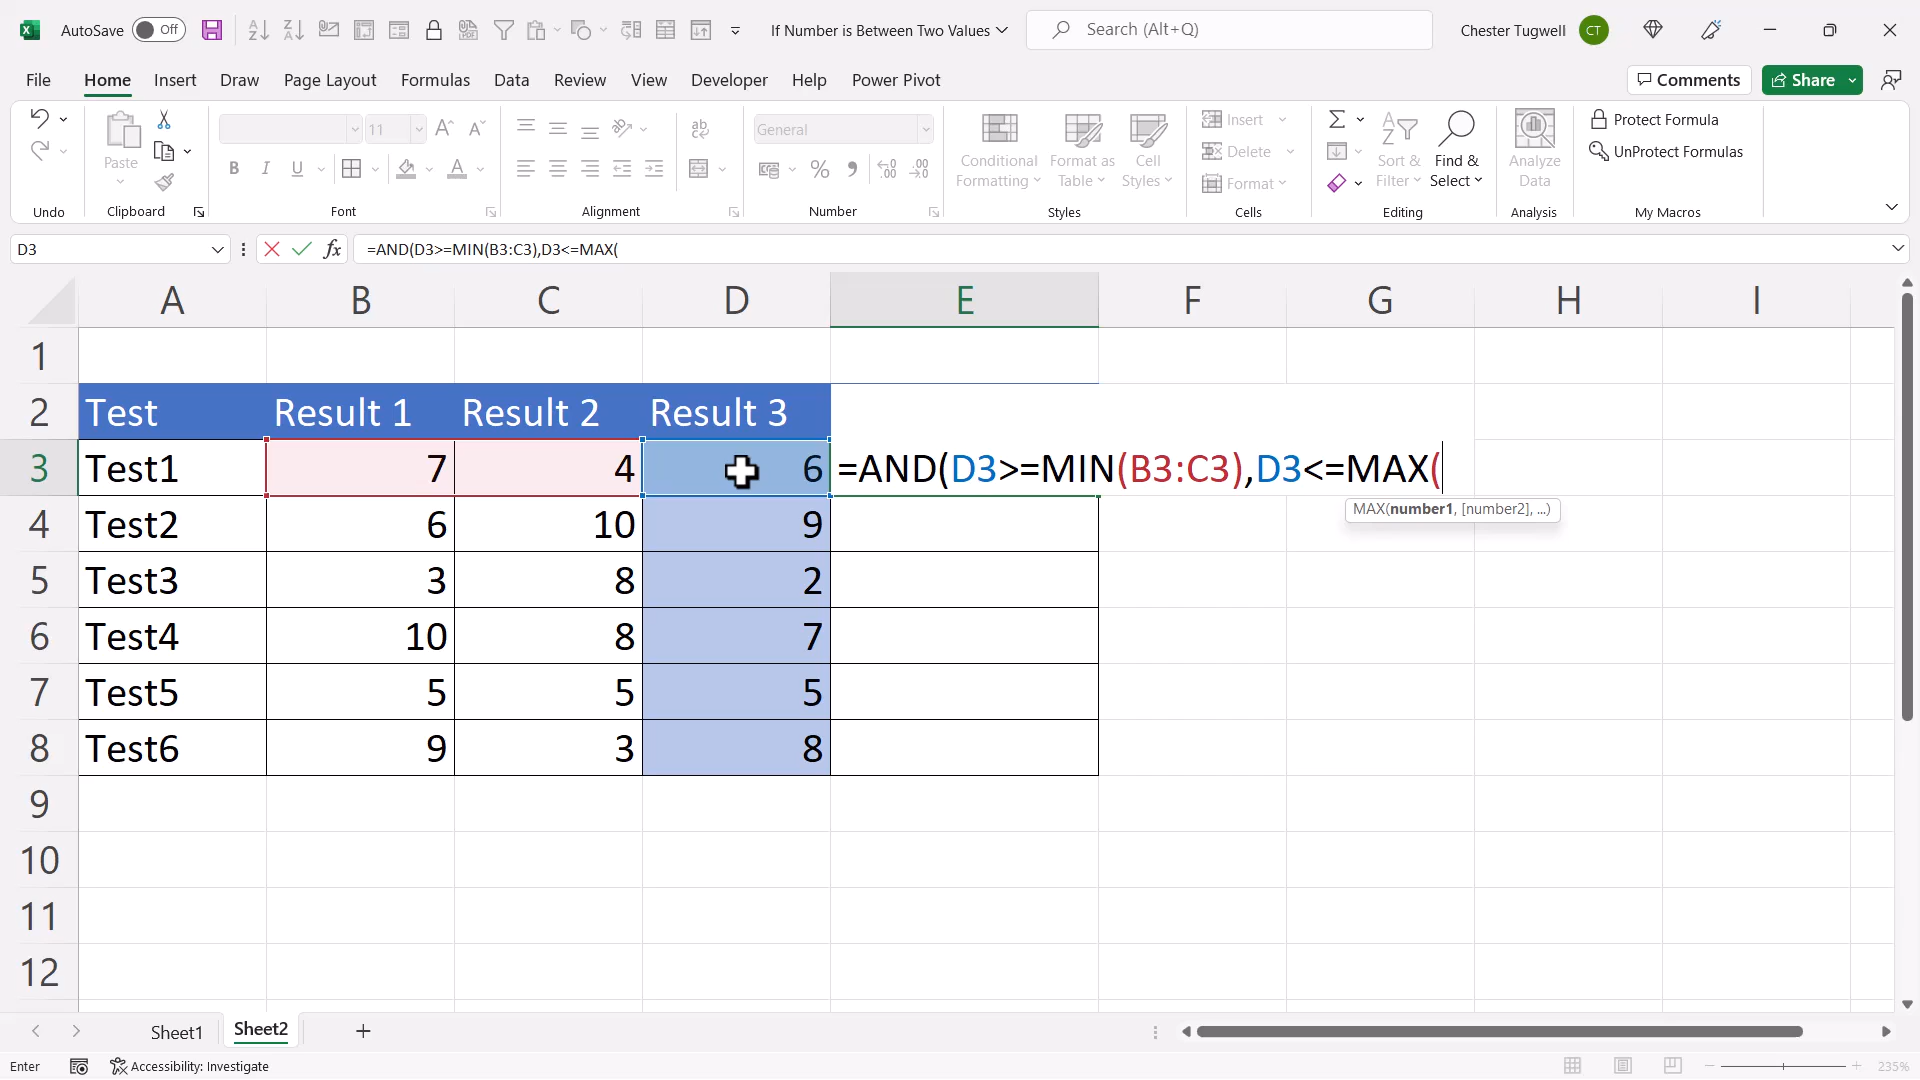 AutoSave Off If Number is Between Two Values Search (Alt+Q) Chester Tugwell CT
File Home Insert Draw Page Layout Formulas Data Review View Developer Help Power Pivot Comments Share
Paste
Undo
Clipboard
11
B I U A
Font
ab
Alignment
General
% 9 .00
Number
Conditional Formatting
Format as Table
Cell Styles
Styles
Insert
Delete
Format
Cells
Sort & Filter
Find & Select
Editing
Analyze Data
Analysis
Protect Formula
UnProtect Formulas
My Macros
D3 fx =AND(D3>=MIN(B3:C3),D3<=MAX(
A B C D E F G H I
1
2 Test Result 1 Result 2 Result 3
3 Test1 7 4 6 =AND(D3>=MIN(B3:C3),D3<=MAX(
MAX(number1, [number2], ...)
4 Test2 6 10 9
5 Test3 3 8 2
6 Test4 10 8 7
7 Test5 5 5 5
8 Test6 9 3 8
9
10
11
12
Sheet1 Sheet2
Enter Accessibility: Investigate 235%